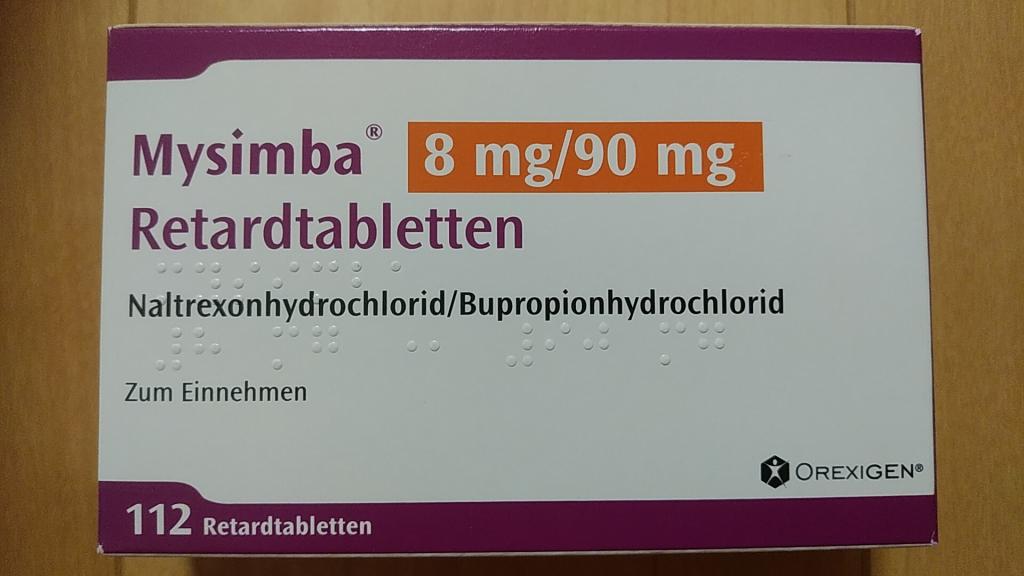 Mysimba® 8 mg/90 mg
Retardtabletten
Naltrexonhydrochlorid/Bupropionhydrochlorid
Zum Einnehmen
OREXIGEN®
112 Retardtabletten